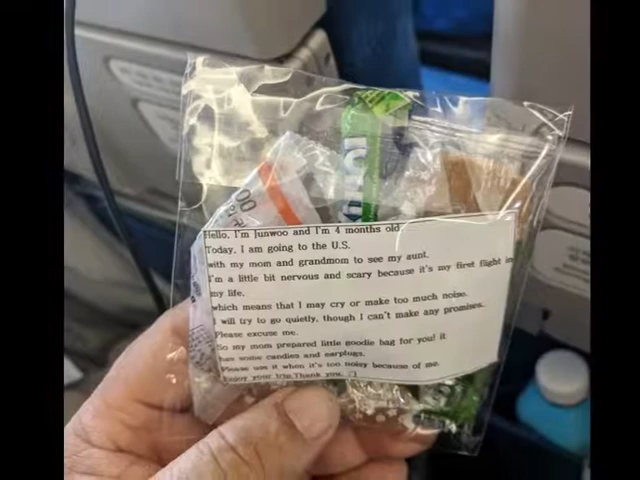 Hello, I'm Junwoo and I'm 4 months old.
Today, I am going to the U.S.
with my mom and grandmom to see my aunt.
I'm a little bit nervous and scary because it's my first flight in
my life.
which means that I may cry or make too much noise.
I will try to go quietly, though I can't make any promises.
Please excuse me.
So my mom prepared little goodie bag for you! it
has some candies and earplugs.
Please use it when it's too noisy because of me.
Enjoy your trip.Thank you. :)